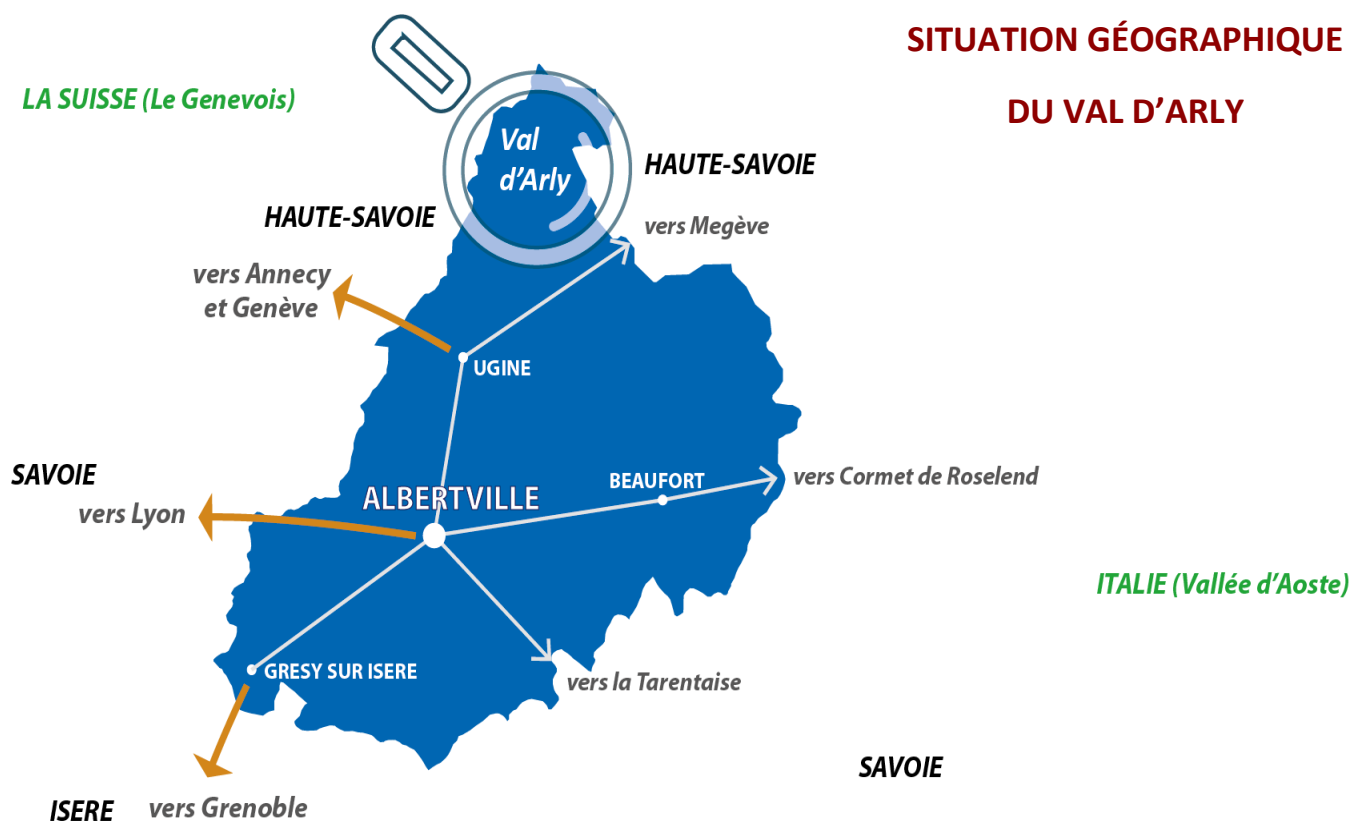 SITUATION GÉOGRAPHIQUE
DU VAL D’ARLY
LA SUISSE (Le Genevois)
Val
d’Arly
HAUTE-SAVOIE
HAUTE-SAVOIE
vers Megève
vers Annecy
et Genève
UGINE
SAVOIE
vers Lyon
ALBERTVILLE
BEAUFORT
vers Cormet de Roselend
ITALIE (Vallée d’Aoste)
GRESY SUR ISERE
vers la Tarentaise
SAVOIE
ISERE
vers Grenoble